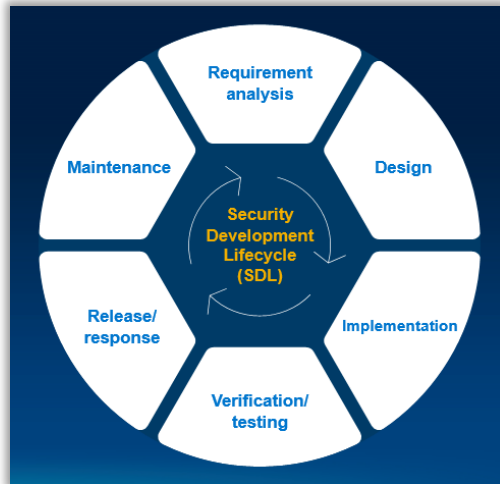 Requirement
analysis
Design
Implementation
Verification/
testing
Release/
response
Maintenance
Security
Development
Lifecycle
(SDL)